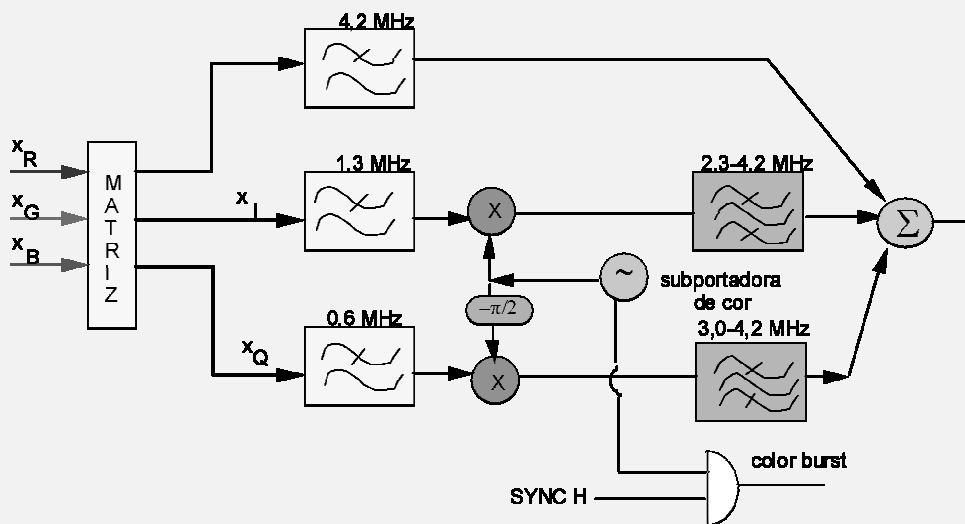 4,2 MHz
x_R
x_G
x_B
MATRIZ
1.3 MHz
x_I
x
2.3-4.2 MHz
Σ
~
subportadora
de cor
−π/2
0.6 MHz
x_Q
x
3,0-4,2 MHz
color burst
SYNC H